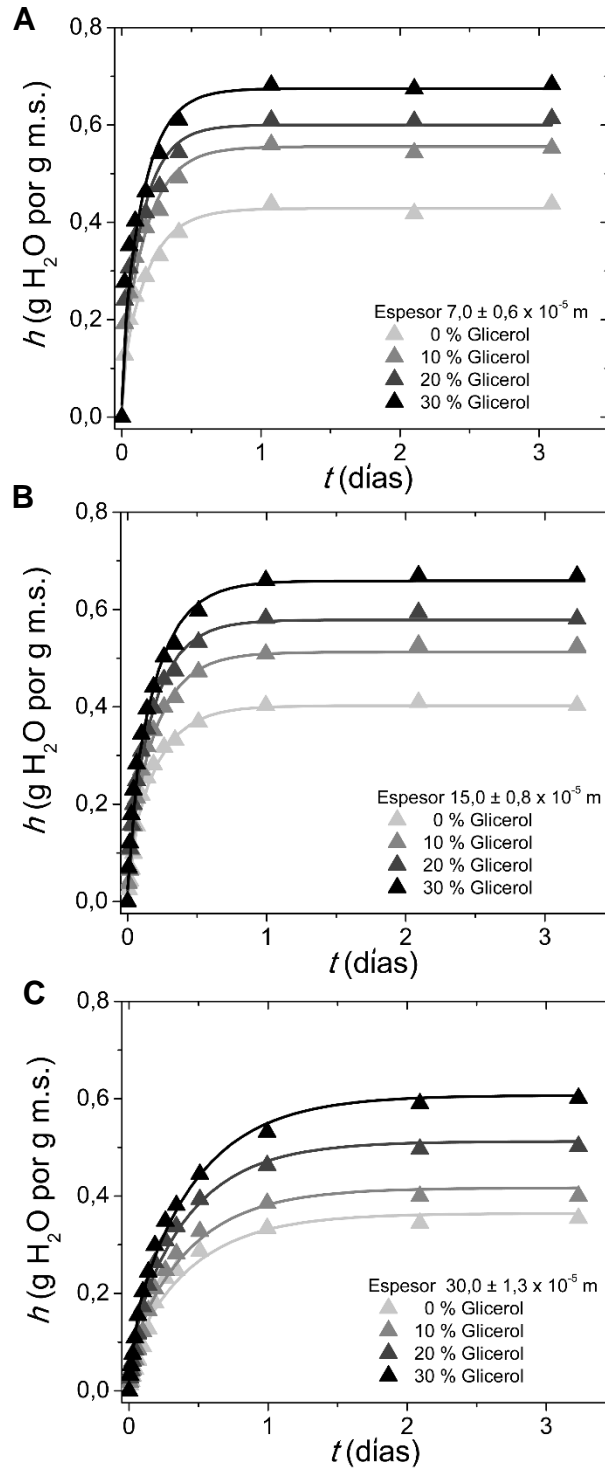 A
0,8
0,6
0,4
0,2
0,0
h (g H₂O por g m.s.)
Espesor 7,0 ± 0,6 x 10⁻⁵ m
0 % Glicerol
10 % Glicerol
20 % Glicerol
30 % Glicerol
0 1 2 3
t (días)
B
0,8
0,6
0,4
0,2
0,0
h (g H₂O por g m.s.)
Espesor 15,0 ± 0,8 x 10⁻⁵ m
0 % Glicerol
10 % Glicerol
20 % Glicerol
30 % Glicerol
0 1 2 3
t (días)
C
0,8
0,6
0,4
0,2
0,0
h (g H₂O por g m.s.)
Espesor 30,0 ± 1,3 x 10⁻⁵ m
0 % Glicerol
10 % Glicerol
20 % Glicerol
30 % Glicerol
0 1 2 3
t (días)